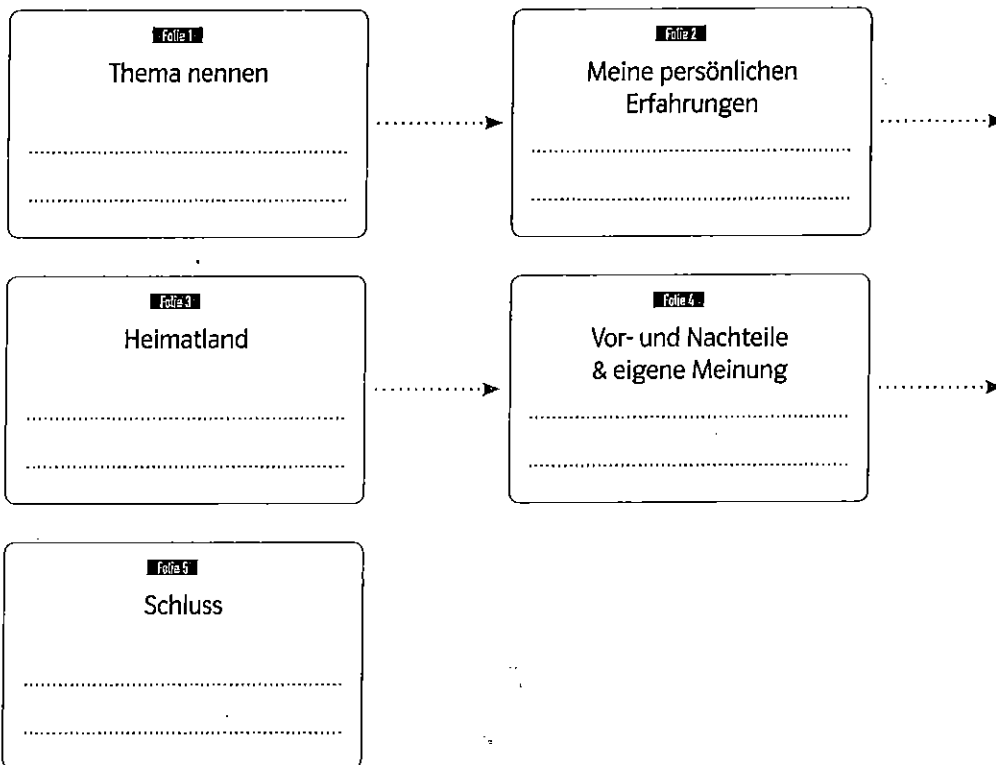 Folie 1
Thema nennen
Folie 2
Meine persönlichen
Erfahrungen
Folie 3
Heimatland
Folie 4
Vor- und Nachteile
& eigene Meinung
Folie 5
Schluss